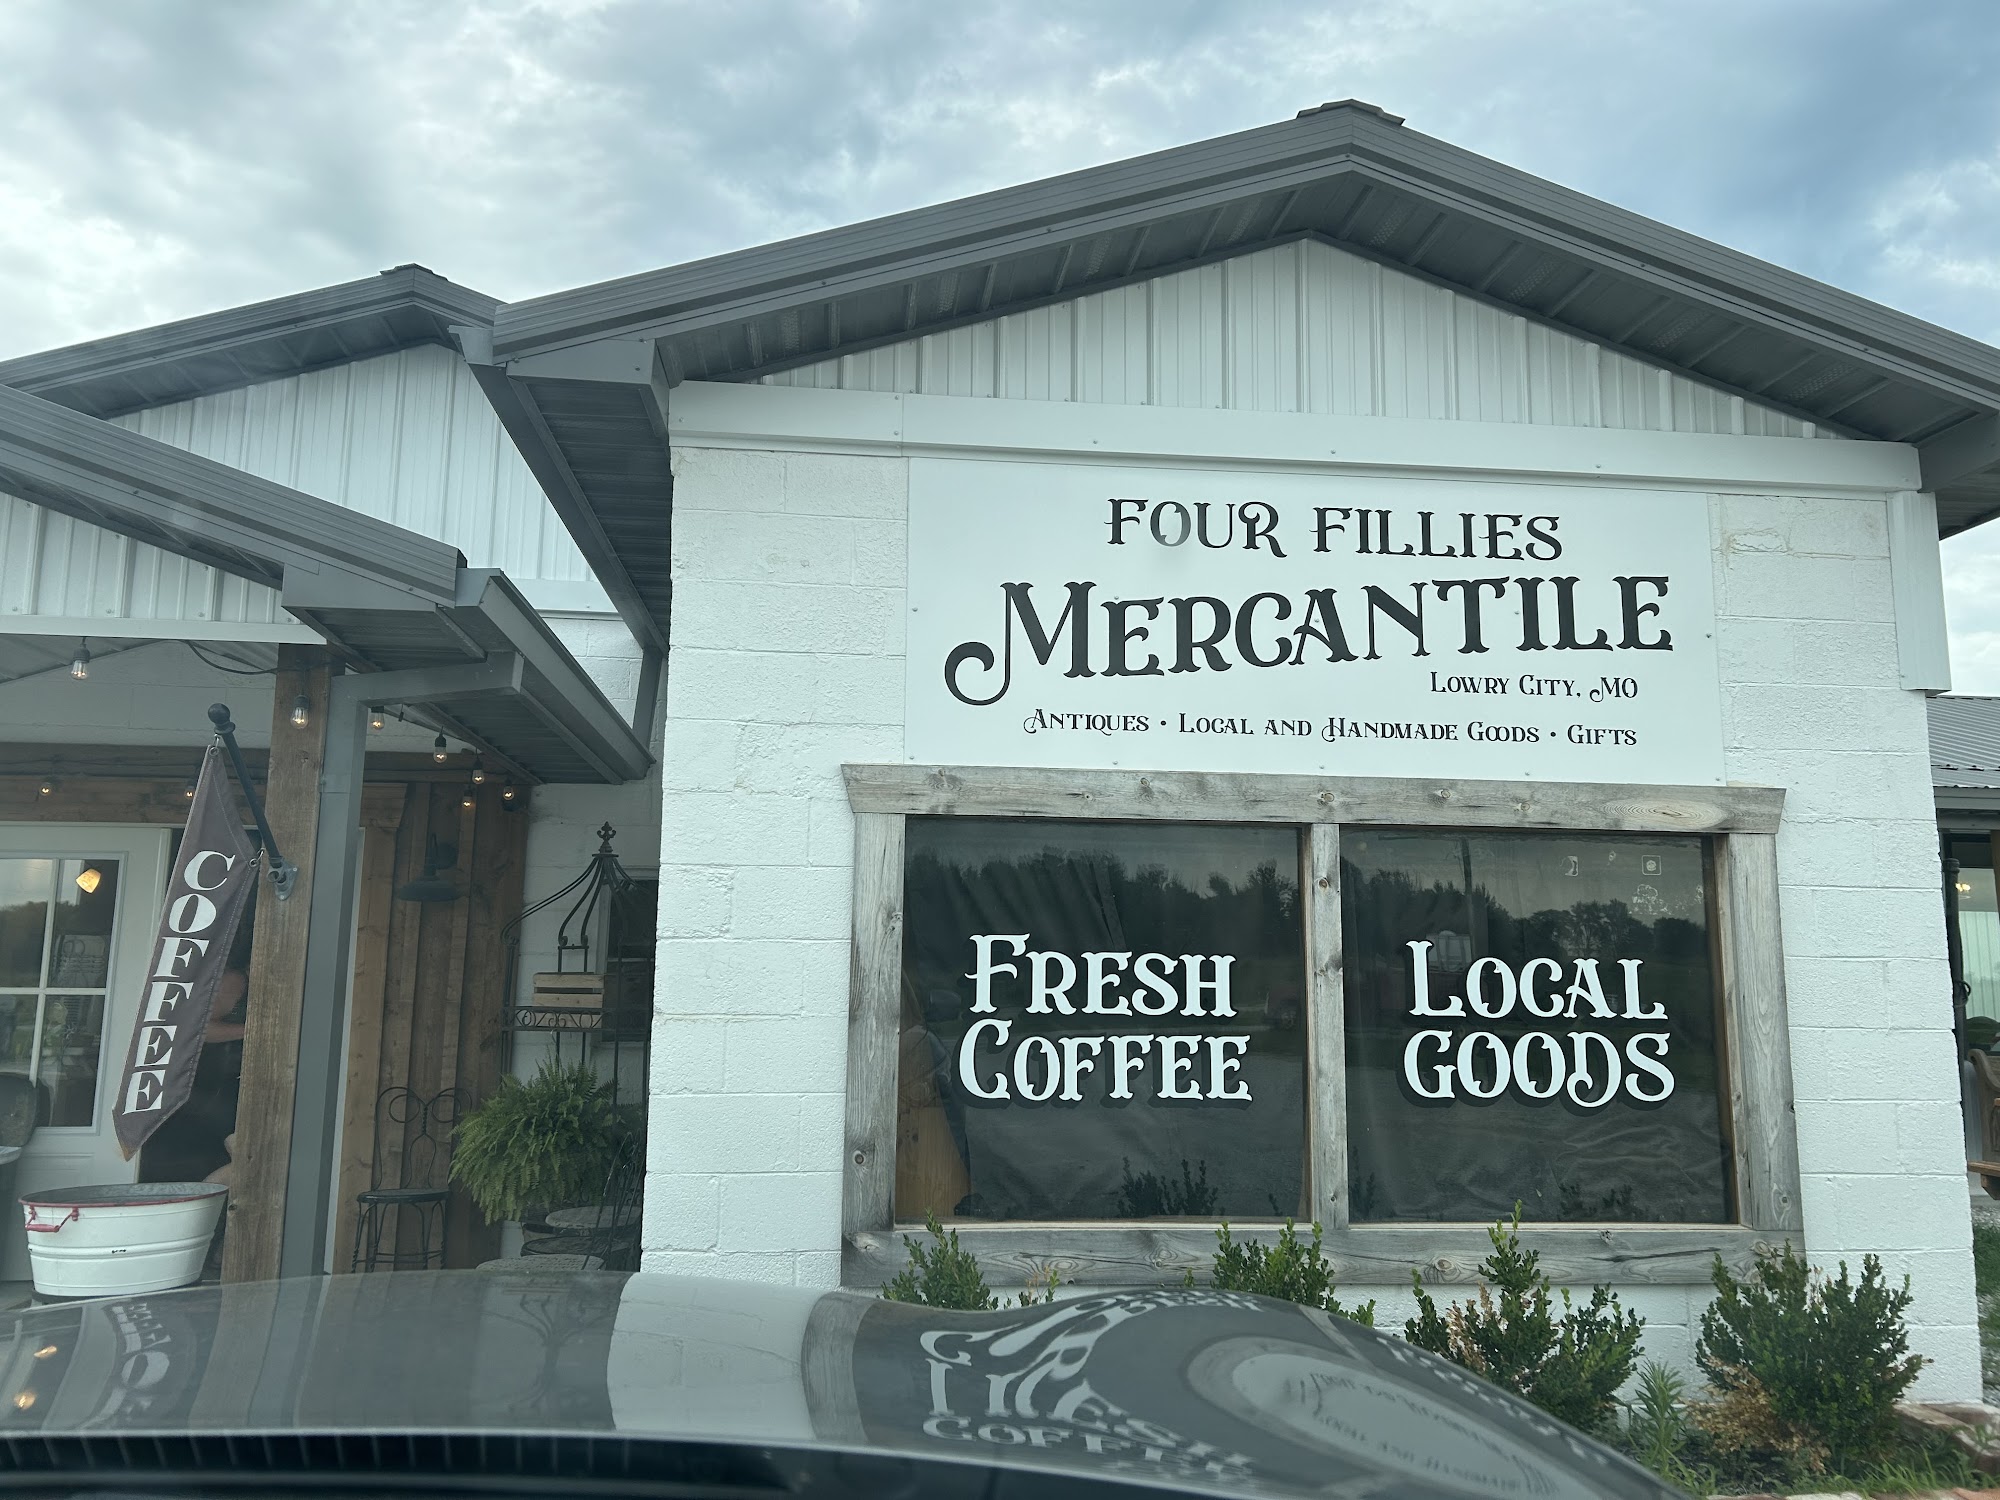 FOUR FILLIES
MERCANTILE
LOWRY CITY, MO
ANTIQUES • LOCAL AND HANDMADE GOODS • GIFTS
FRESH
COFFEE
LOCAL
GOODS
COFFEE